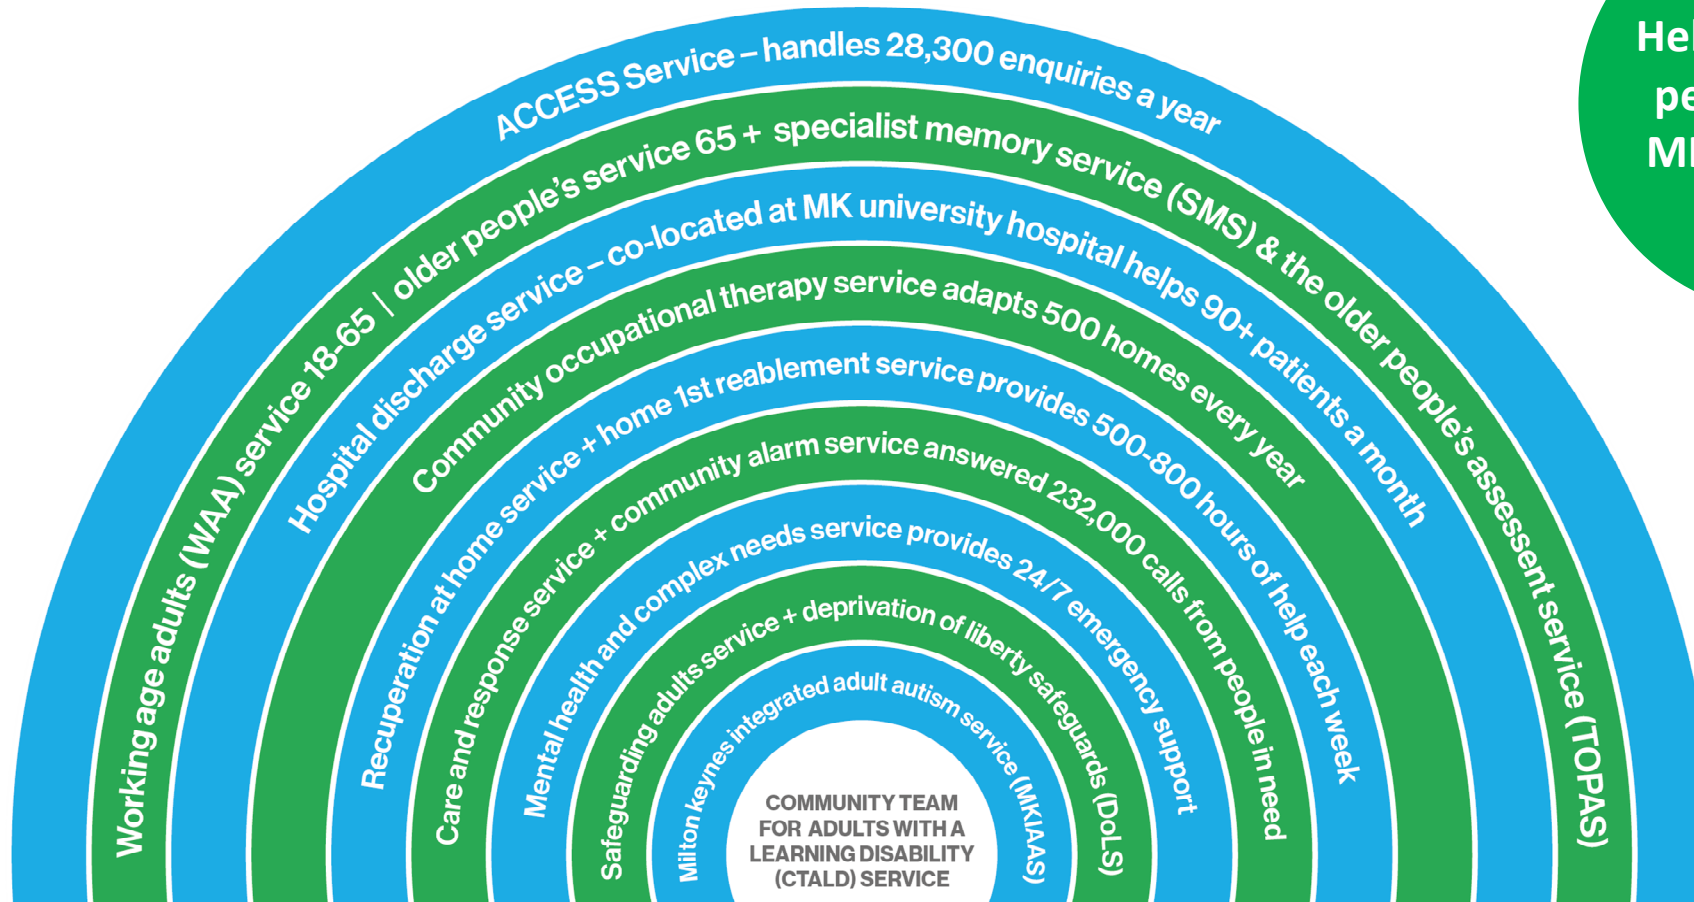 ACCESS Service – handles 28,300 enquiries a year
Working age adults (WAA) service 18-65 | older people’s service 65 + specialist memory service (SMS) & the older people’s assessent service (TOPAS)
Hospital discharge service – co-located at MK university hospital helps 90+ patients a month
Community occupational therapy service adapts 500 homes every year
Recuperation at home service + home 1st reablement service provides 500-800 hours of help each week
Care and response service + community alarm service answered 232,000 calls from people in need
Mental health and complex needs service provides 24/7 emergency support
Safeguarding adults service + deprivation of liberty safeguards (DoLS)
Milton keynes integrated adult autism service (MKIAAS)
COMMUNITY TEAM
FOR ADULTS WITH A
LEARNING DISABILITY
(CTALD) SERVICE